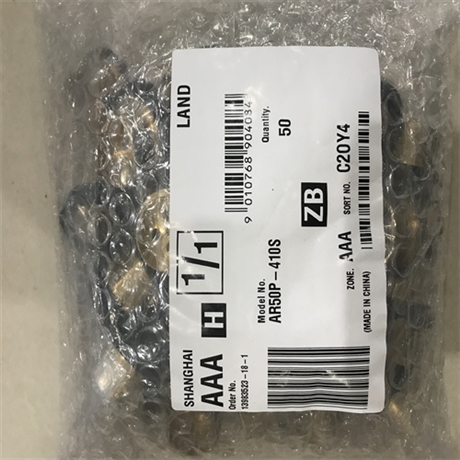 SHANGHAI
LAND
AAA H 1/1
Order No.
13983523-18-1
9 010768 904034
Model No.
AR50P-410S
Quantity.
50
ZB
ZONE. AAA SORT NO. C20Y4
(MADE IN CHINA)